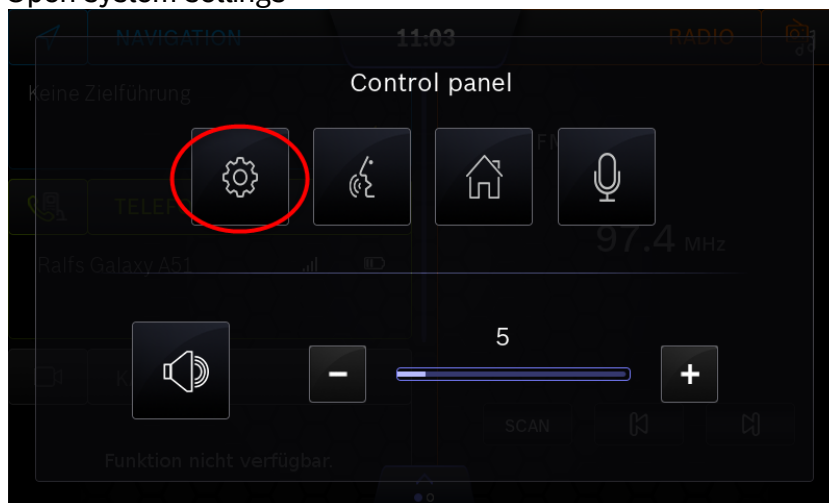 Open System Settings
NAVIGATION
11:03
RADIO
Keine Zielführung
Control panel
FM
TELEF
97.4 MHz
Ralfs Galaxy A51
5
K
SCAN
Funktion nicht verfügbar.